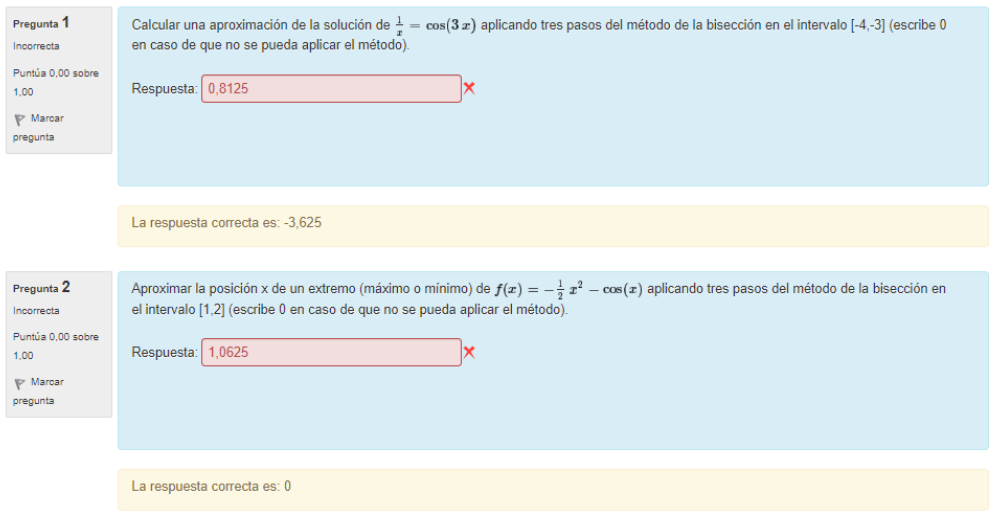 Pregunta 1
Incorrecta
Puntúa 0,00 sobre
1,00
Marcar
pregunta
Calcular una aproximación de la solución de 1/x = cos(3 x) aplicando tres pasos del método de la bisección en el intervalo [-4,-3] (escribe 0
en caso de que no se pueda aplicar el método).
Respuesta: 0,8125
La respuesta correcta es: -3,625
Pregunta 2
Incorrecta
Puntúa 0,00 sobre
1,00
Marcar
pregunta
Aproximar la posición x de un extremo (máximo o mínimo) de f(x) = −1/2 x² − cos(x) aplicando tres pasos del método de la bisección en
el intervalo [1,2] (escribe 0 en caso de que no se pueda aplicar el método).
Respuesta: 1,0625
La respuesta correcta es: 0